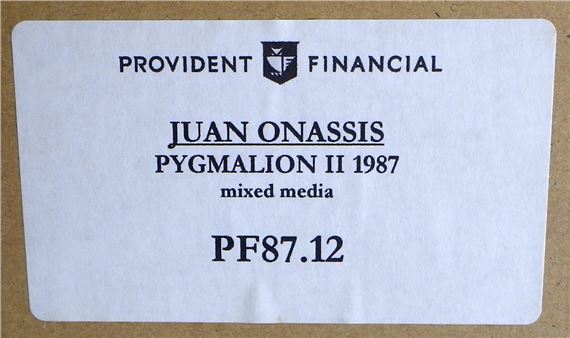 PROVIDENT FINANCIAL
JUAN ONASSIS
PYGMALION II 1987
mixed media
PF87.12